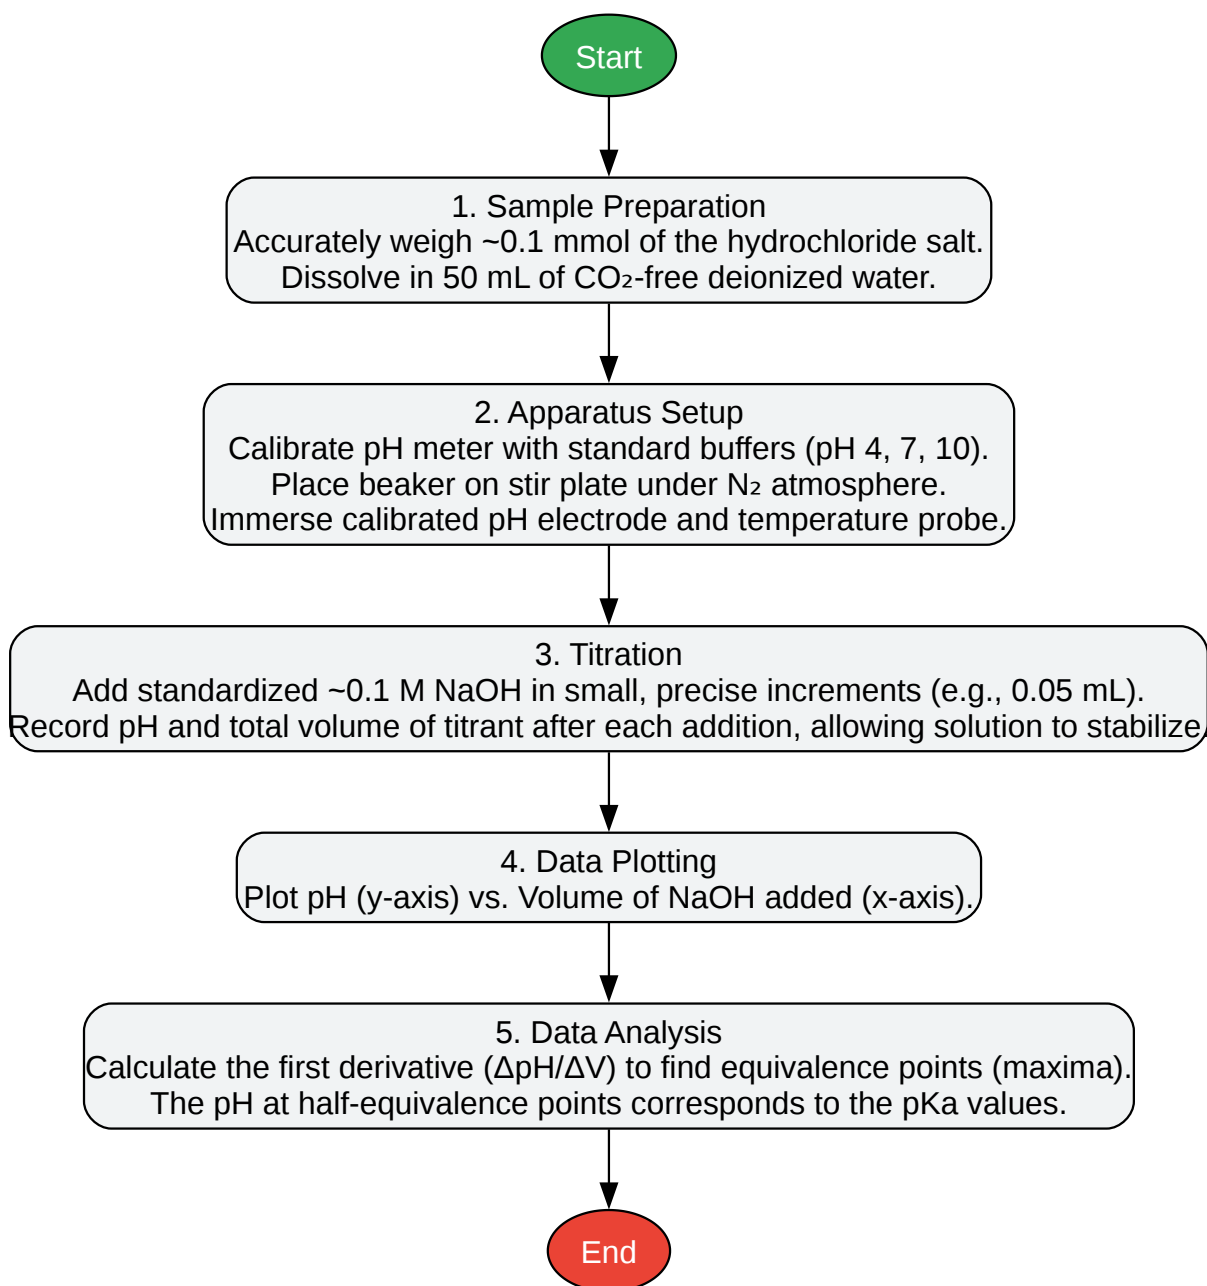 Start
1. Sample Preparation
Accurately weigh ~0.1 mmol of the hydrochloride salt.
Dissolve in 50 mL of CO₂-free deionized water.
2. Apparatus Setup
Calibrate pH meter with standard buffers (pH 4, 7, 10).
Place beaker on stir plate under N₂ atmosphere.
Immerse calibrated pH electrode and temperature probe.
3. Titration
Add standardized ~0.1 M NaOH in small, precise increments (e.g., 0.05 mL).
Record pH and total volume of titrant after each addition, allowing solution to stabilize.
4. Data Plotting
Plot pH (y-axis) vs. Volume of NaOH added (x-axis).
5. Data Analysis
Calculate the first derivative (ΔpH/ΔV) to find equivalence points (maxima).
The pH at half-equivalence points corresponds to the pKa values.
End